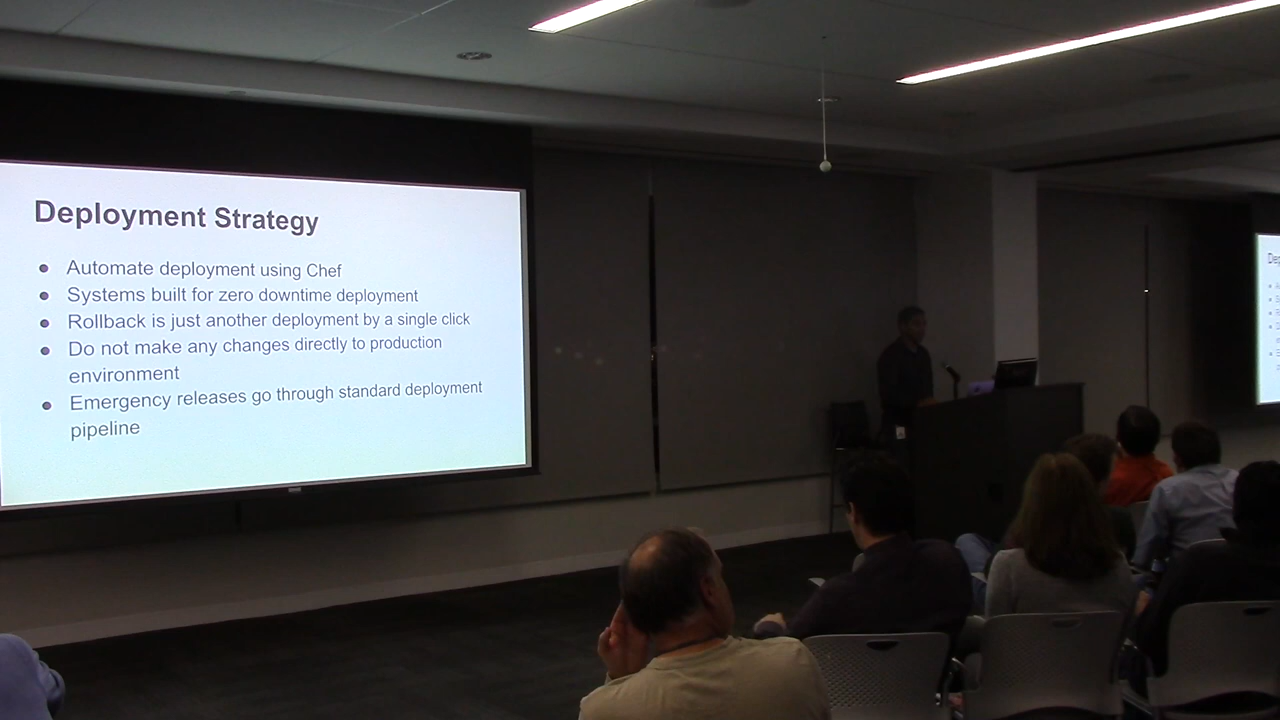 Deployment Strategy
● Automate deployment using Chef
● Systems built for zero downtime deployment
● Rollback is just another deployment by a single click
● Do not make any changes directly to production
environment
● Emergency releases go through standard deployment
pipeline